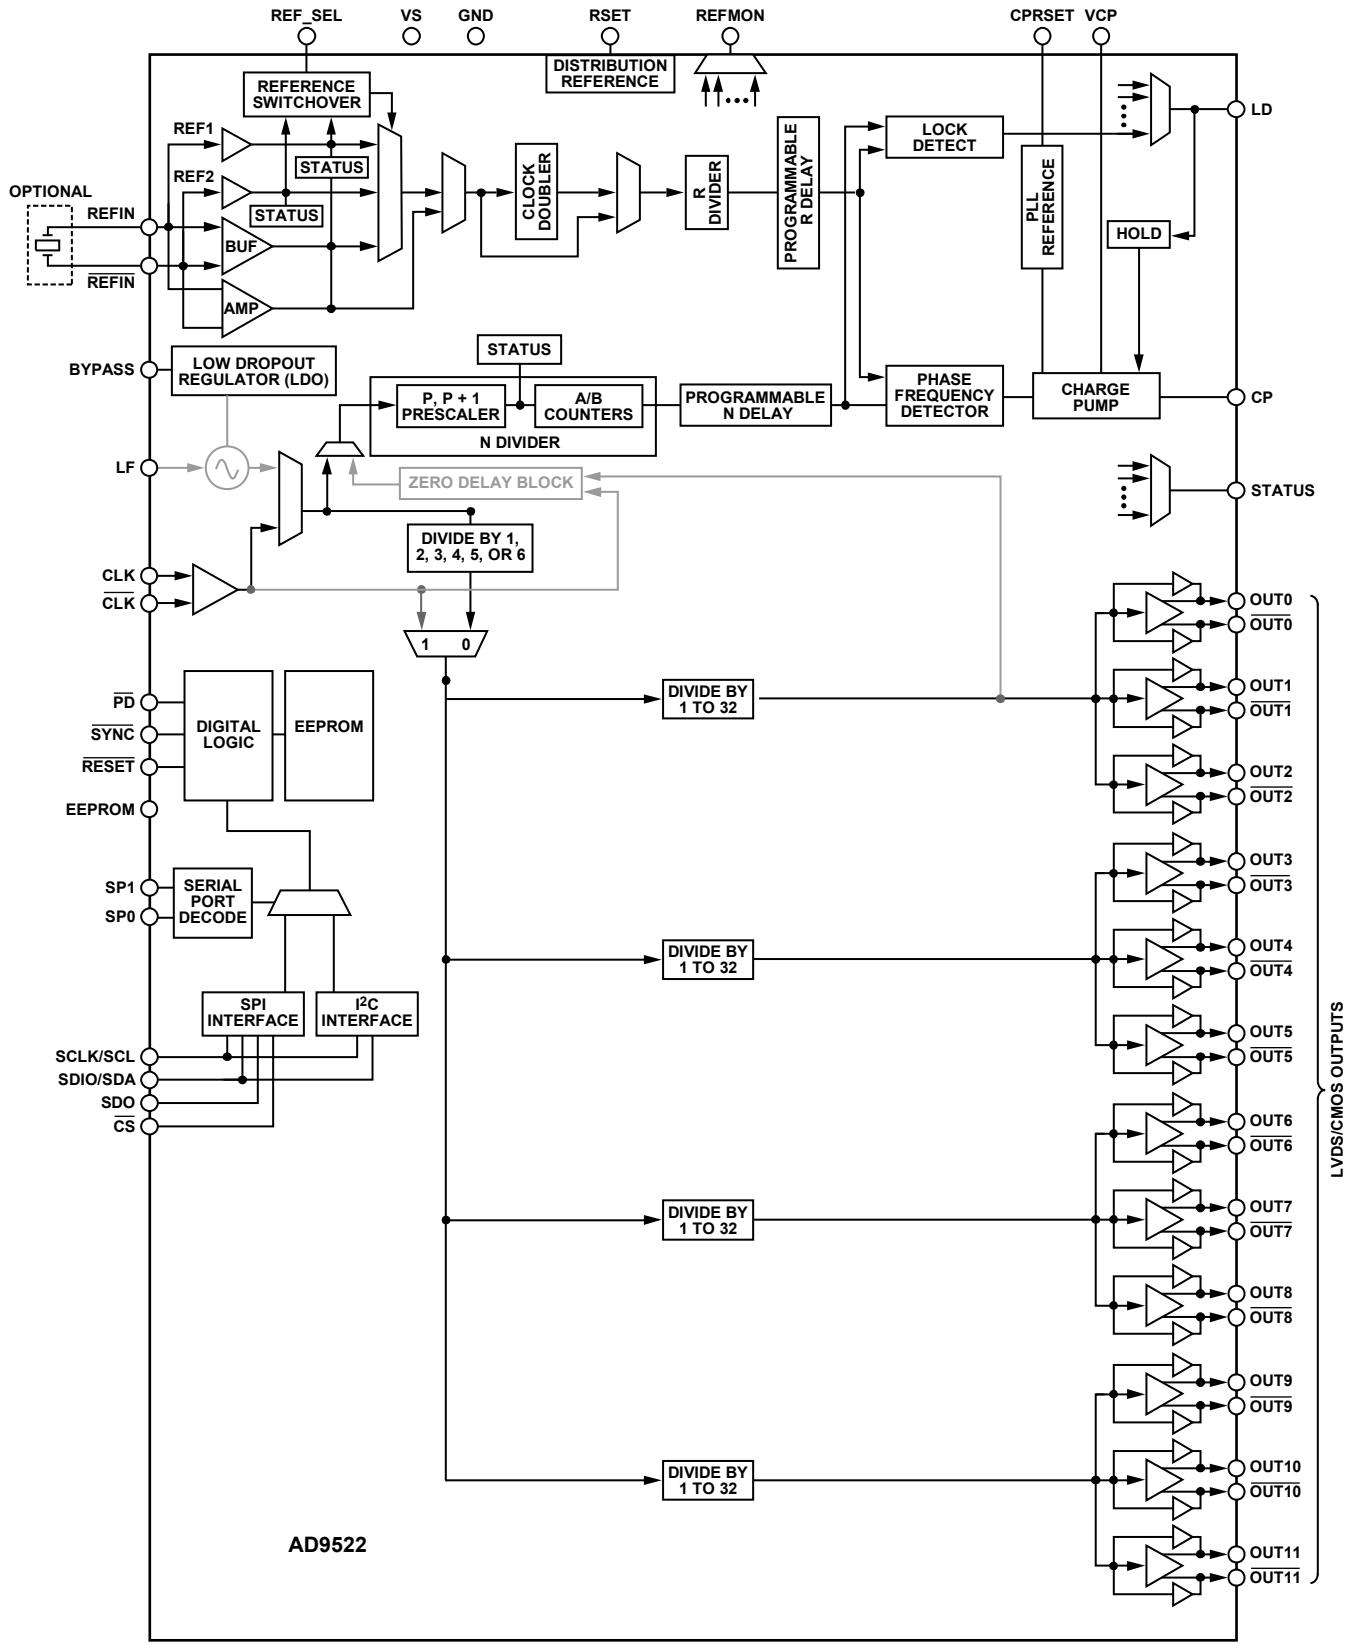 REF_SEL
VS
GND
RSET
REFMON
CPRSET
VCP
DISTRIBUTION
REFERENCE
REFERENCE
SWITCHOVER
REF1
REF2
STATUS
STATUS
OPTIONAL
REFIN
REFIN
BUF
AMP
CLOCK
DOUBLER
R
DIVIDER
PROGRAMMABLE
R DELAY
LOCK
DETECT
PLL
REFERENCE
LD
HOLD
BYPASS
LOW DROPOUT
REGULATOR (LDO)
STATUS
P, P + 1
PRESCALER
A/B
COUNTERS
N DIVIDER
PROGRAMMABLE
N DELAY
PHASE
FREQUENCY
DETECTOR
CHARGE
PUMP
CP
LF
ZERO DELAY BLOCK
STATUS
DIVIDE BY 1,
2, 3, 4, 5, OR 6
CLK
CLK
1 0
PD
SYNC
RESET
EEPROM
DIGITAL
LOGIC
EEPROM
SP1
SP0
SERIAL
PORT
DECODE
SPI
INTERFACE
I2C
INTERFACE
SCLK/SCL
SDIO/SDA
SDO
CS
DIVIDE BY
1 TO 32
DIVIDE BY
1 TO 32
DIVIDE BY
1 TO 32
DIVIDE BY
1 TO 32
OUT0
OUT0
OUT1
OUT1
OUT2
OUT2
OUT3
OUT3
OUT4
OUT4
OUT5
OUT5
OUT6
OUT6
OUT7
OUT7
OUT8
OUT8
OUT9
OUT9
OUT10
OUT10
OUT11
OUT11
LVDS/CMOS OUTPUTS
AD9522